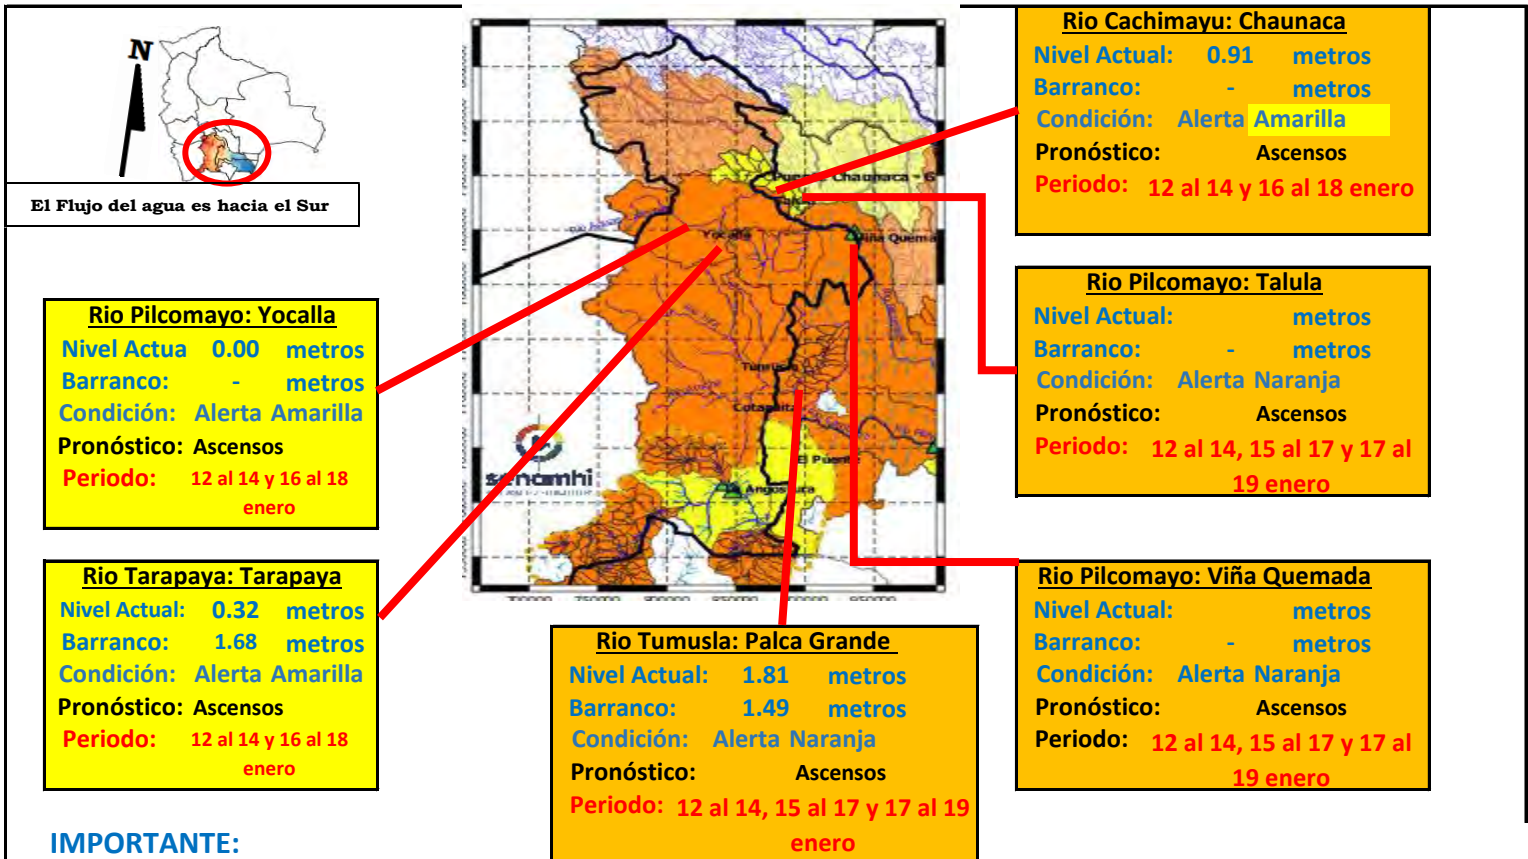 N
El Flujo del agua es hacia el Sur
Rio Cachimayu: Chaunaca
Nivel Actual: 0.91 metros
Barranco: - metros
Condición: Alerta Amarilla
Pronóstico: Ascensos
Periodo: 12 al 14 y 16 al 18 enero
Rio Pilcomayo: Talula
Nivel Actual: metros
Barranco: - metros
Condición: Alerta Naranja
Pronóstico: Ascensos
Periodo: 12 al 14, 15 al 17 y 17 al
19 enero
Rio Pilcomayo: Yocalla
Nivel Actua 0.00 metros
Barranco: - metros
Condición: Alerta Amarilla
Pronóstico: Ascensos
Periodo: 12 al 14 y 16 al 18
enero
Rio Tarapaya: Tarapaya
Nivel Actual: 0.32 metros
Barranco: 1.68 metros
Condición: Alerta Amarilla
Pronóstico: Ascensos
Periodo: 12 al 14 y 16 al 18
enero
Rio Tumusla: Palca Grande
Nivel Actual: 1.81 metros
Barranco: 1.49 metros
Condición: Alerta Naranja
Pronóstico: Ascensos
Periodo: 12 al 14, 15 al 17 y 17 al 19
enero
Rio Pilcomayo: Viña Quemada
Nivel Actual: metros
Barranco: - metros
Condición: Alerta Naranja
Pronóstico: Ascensos
Periodo: 12 al 14, 15 al 17 y 17 al
19 enero
Chaunaca - 6
Yocalla
Viña Quema
Tumusla
Cotagaita
El Puente
Angostura
senamhi
IMPORTANTE: